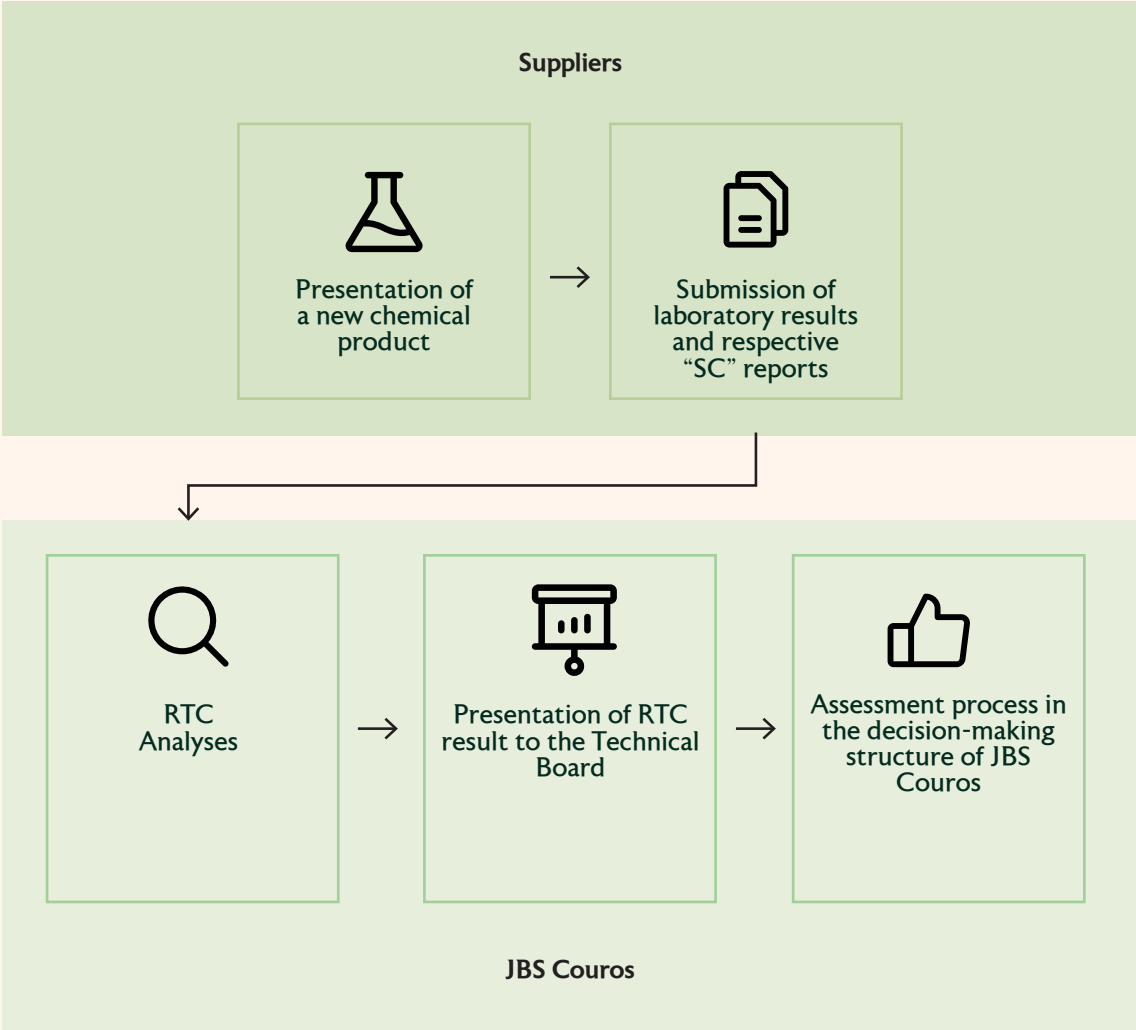 Suppliers
Presentation of
a new chemical
product
Submission of
laboratory results
and respective
“SC” reports
RTC
Analyses
Presentation of RTC
result to the Technical
Board
Assessment process in
the decision-making
structure of JBS
Couros
JBS Couros